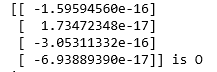 [[ -1.59594560e-16]
[ 1.73472348e-17]
[ -3.05311332e-16]
[ -6.93889390e-17]] is 0